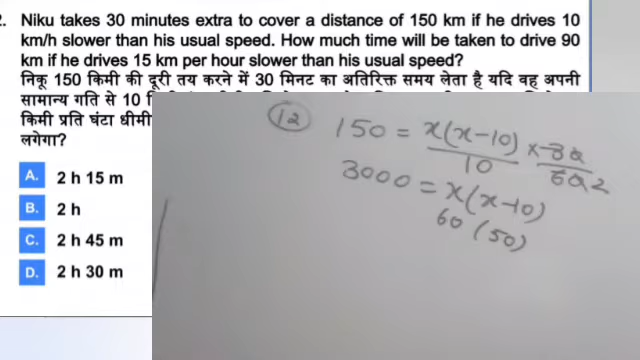 2. Niku takes 30 minutes extra to cover a distance of 150 km if he drives 10
km/h slower than his usual speed. How much time will be taken to drive 90
km if he drives 15 km per hour slower than his usual speed?
निकू 150 किमी की दूरी तय करने में 30 मिनट का अतिरिक्त समय लेता है यदि वह अपनी
सामान्य गति से 10
किमी प्रति घंटा धीमी
लगेगा?
A. 2 h 15 m
B. 2 h
C. 2 h 45 m
D. 2 h 30 m
12
150 = x(x-10)/10 × 30/60 2
3000 = x(x-10)
60 (50)